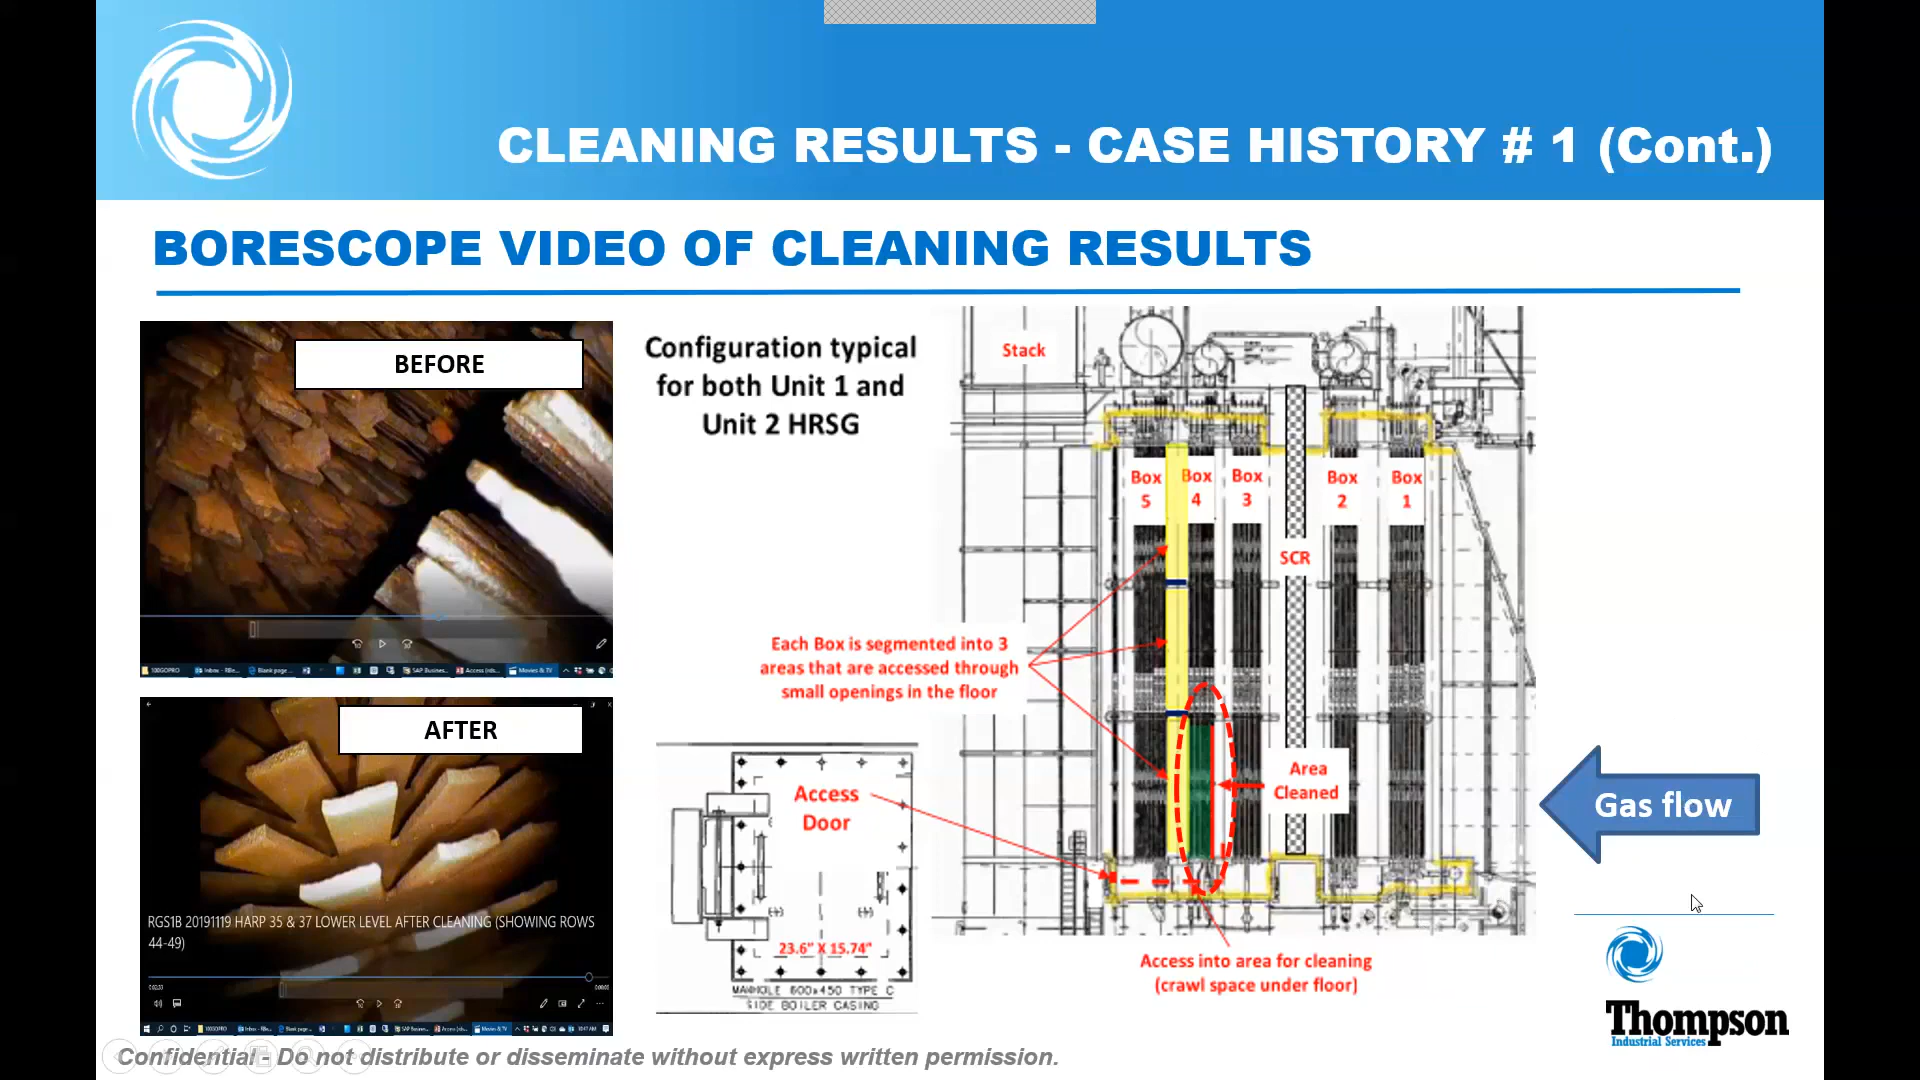 CLEANING RESULTS - CASE HISTORY # 1 (Cont.)
BORESCOPE VIDEO OF CLEANING RESULTS
BEFORE
100GOPRO
AFTER
RGS1B 20191119 HARP 35 & 37 LOWER LEVEL AFTER CLEANING (SHOWING ROWS
44-49)
Configuration typical
for both Unit 1 and
Unit 2 HRSG
Stack
Box
5
Box
4
Box
3
Box
2
Box
1
SCR
Each Box is segmented into 3
areas that are accessed through
small openings in the floor
Area
Cleaned
Access
Door
23.6" X 15.74"
MANHOLE 600x450 TYPE C
SIDE BOILER CASING
Access into area for cleaning
(crawl space under floor)
Gas flow
Thompson
Industrial Services
Confidential - Do not distribute or disseminate without express written permission.